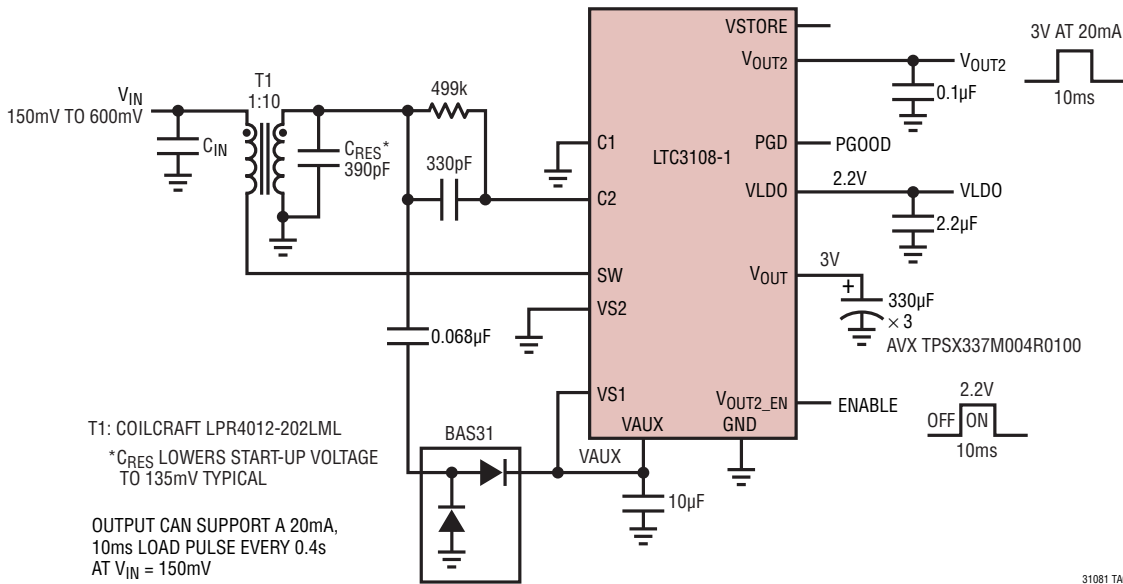 VSTORE
3V AT 20mA
VOUT2
VOUT2
T1
1:10
499k
10ms
VIN
150mV TO 600mV
0.1µF
CIN
CRES*
390pF
C1
LTC3108-1
PGD
PGOOD
330pF
2.2V
C2
VLDO
VLDO
2.2µF
SW
3V
VOUT
+
330µF
× 3
VS2
0.068µF
AVX TPSX337M004R0100
VS1
2.2V
VOUT2_EN
ENABLE
OFF
ON
VAUX
GND
10ms
T1: COILCRAFT LPR4012-202LML
*CRES LOWERS START-UP VOLTAGE
TO 135mV TYPICAL
BAS31
VAUX
10µF
OUTPUT CAN SUPPORT A 20mA,
10ms LOAD PULSE EVERY 0.4s
AT VIN = 150mV